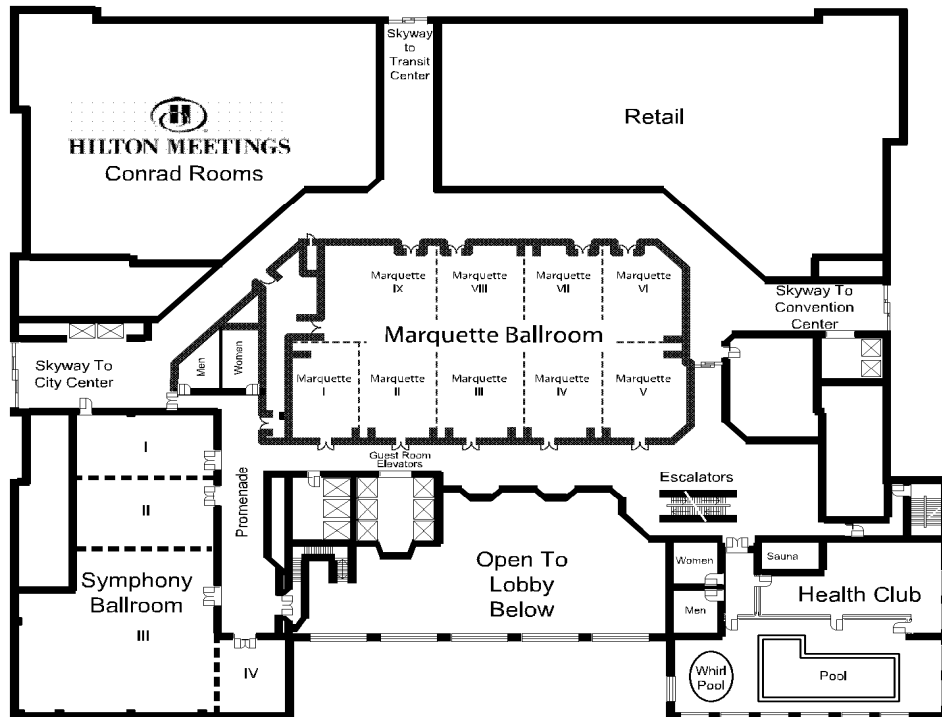 Skyway
to
Transit
Center
HILTON MEETINGS
Conrad Rooms
Retail
Marquette
IX
Marquette
VIII
Marquette
VII
Marquette
VI
Skyway To
Convention
Center
Marquette Ballroom
Men
Women
Skyway To
City Center
Marquette
I
Marquette
II
Marquette
III
Marquette
IV
Marquette
V
Guest Room
Elevators
I
Promenade
Escalators
II
Symphony
Ballroom
III
IV
Open To
Lobby
Below
Women
Men
Sauna
Health Club
Whirl
Pool
Pool